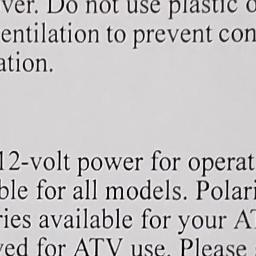 ver. Do not use plastic o
entilation to prevent con
ation.
12-volt power for operat
ble for all models. Polari
ries available for your AT
ved for ATV use. Please